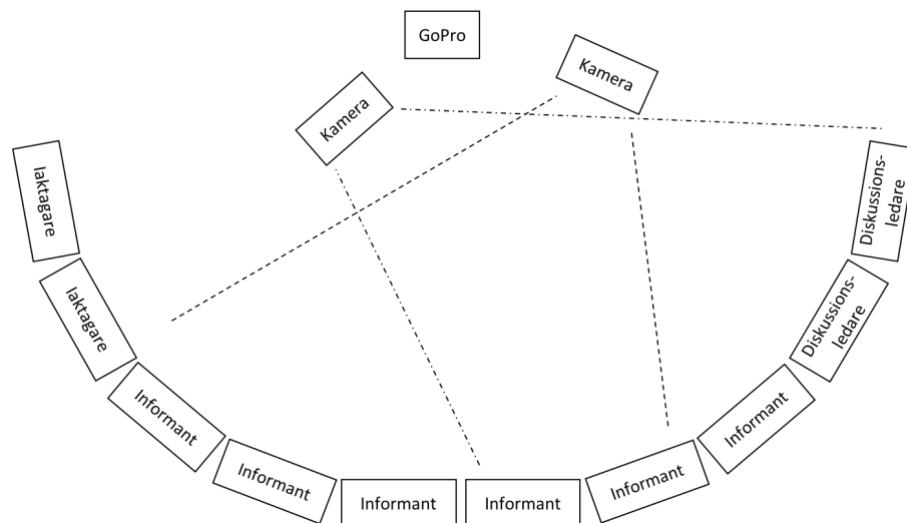 GoPro
Kamera
Kamera
Iaktagare
Iaktagare
Informant
Informant
Informant
Informant
Informant
Informant
Diskussions-
ledare
Diskussions-
ledare